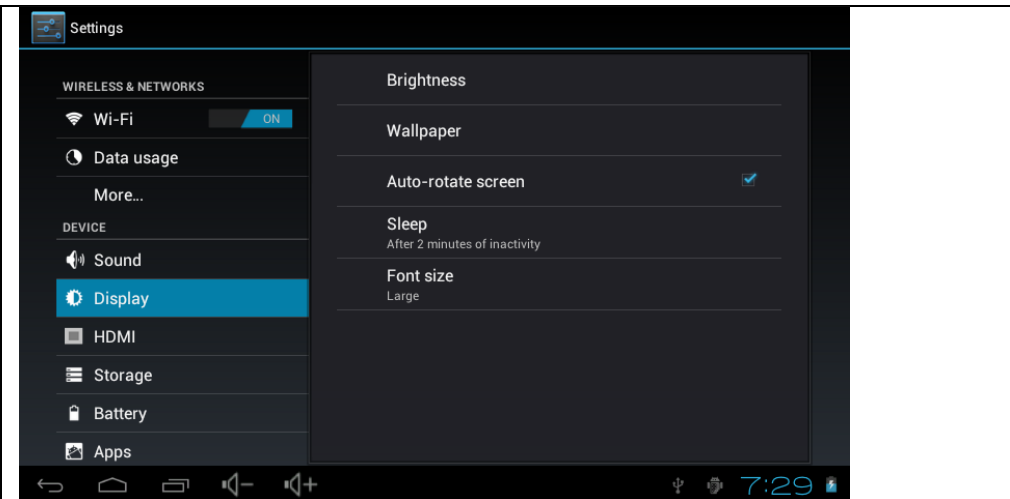 Settings
WIRELESS & NETWORKS
Wi-Fi ON
Data usage
More...
DEVICE
Sound
Display
HDMI
Storage
Battery
Apps
Brightness
Wallpaper
Auto-rotate screen
Sleep
After 2 minutes of inactivity
Font size
Large
7:29